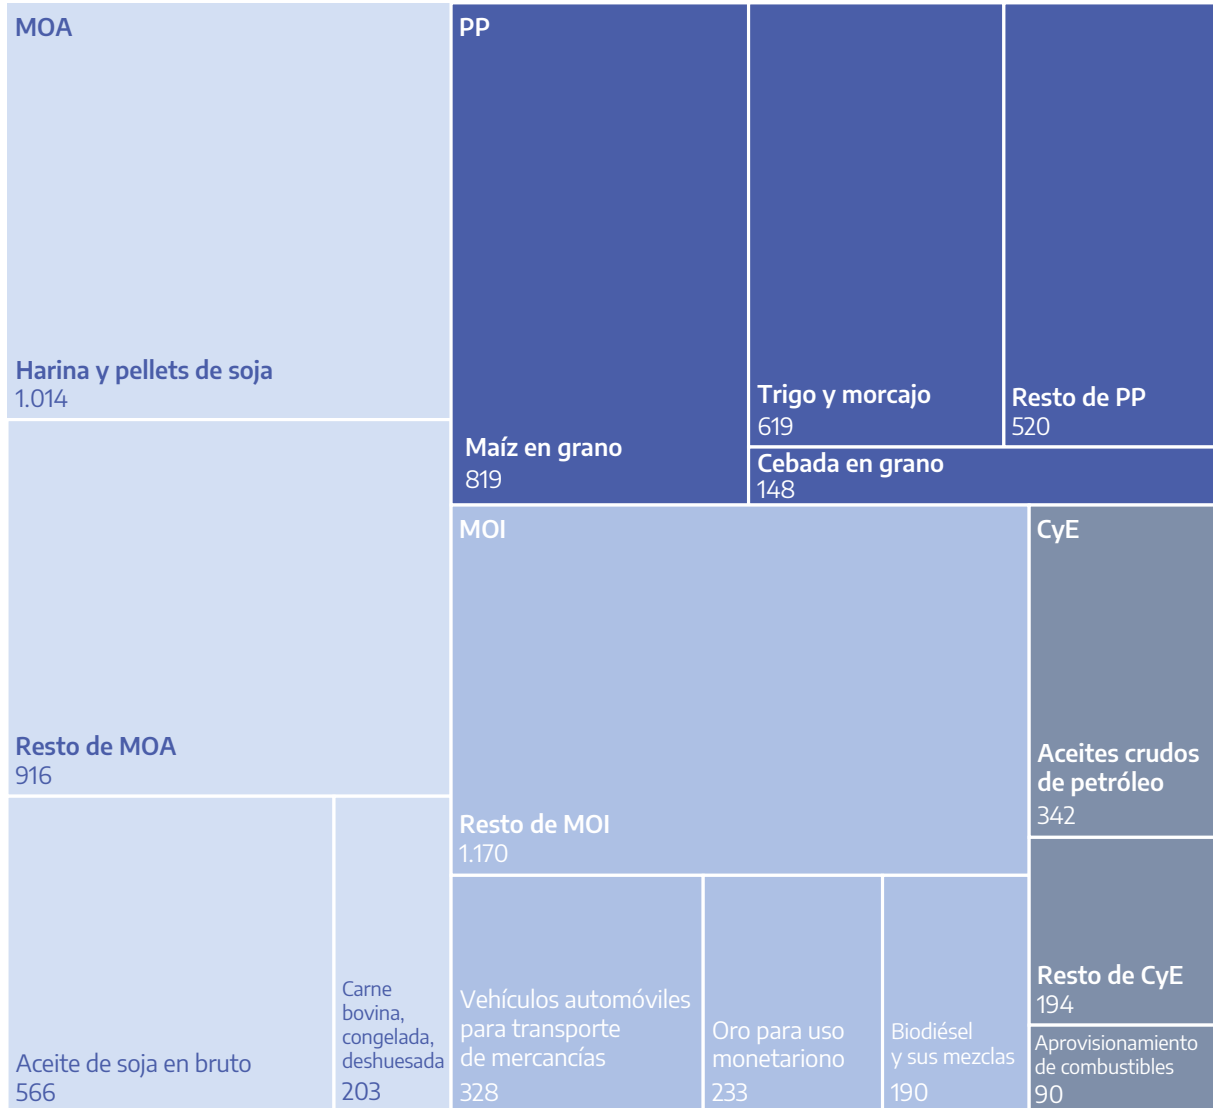 MOA
Harina y pellets de soja
1.014
Resto de MOA
916
Aceite de soja en bruto
566
Carne
bovina,
congelada,
deshuesada
203
PP
Maíz en grano
819
Trigo y morcajo
619
Resto de PP
520
Cebada en grano
148
MOI
Resto de MOI
1.170
Vehículos automóviles
para transporte
de mercancías
328
Oro para uso
monetariono
233
Biodiésel
y sus mezclas
190
CyE
Aceites crudos
de petróleo
342
Resto de CyE
194
Aprovisionamiento
de combustibles
90